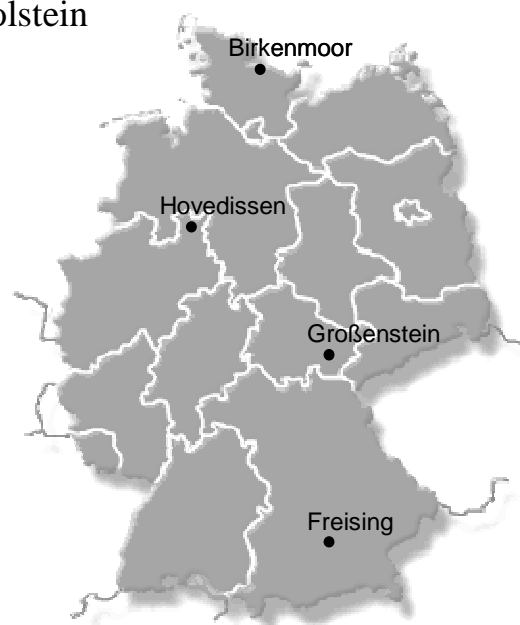 olstein
Birkenmoor
Hovedissen
Großenstein
Freising